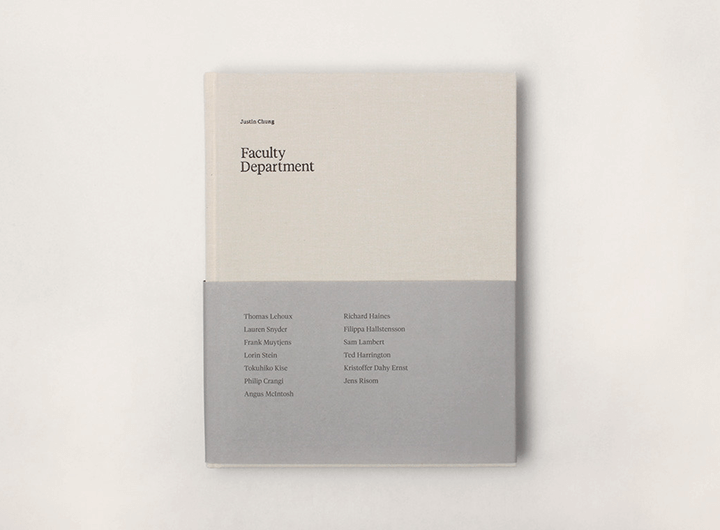 Justin Chung
Faculty
Department
Thomas Lehoux
Lauren Snyder
Frank Muytjens
Lorin Stein
Tokuhiko Kise
Philip Crangi
Angus McIntosh
Richard Haines
Filippa Hallstensson
Sam Lambert
Ted Harrington
Kristoffer Dahy Ernst
Jens Risom